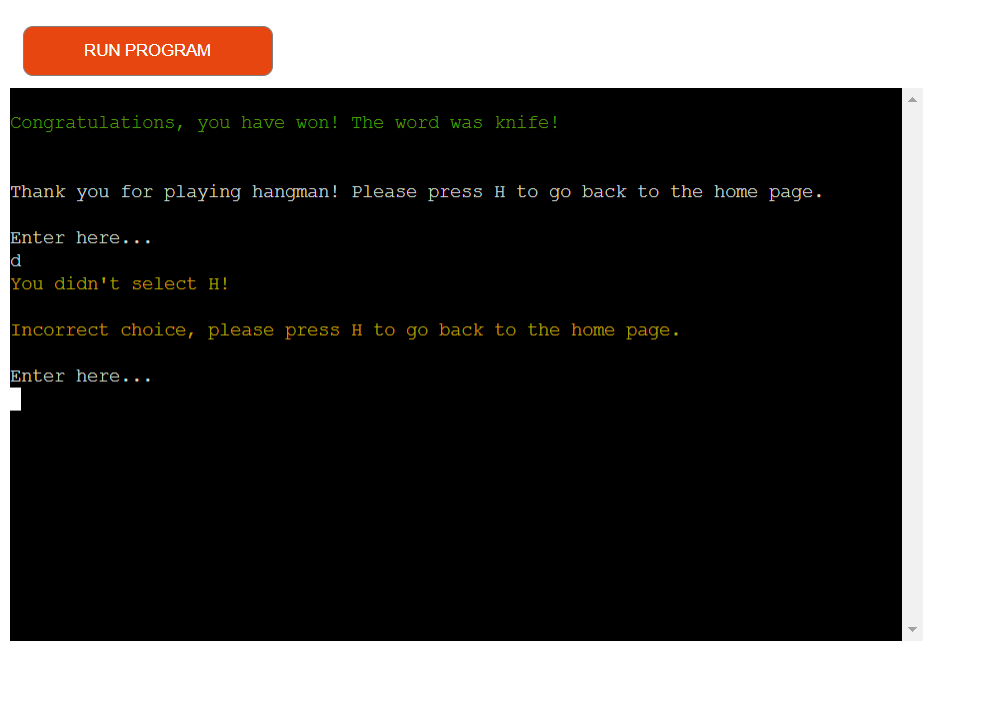 RUN PROGRAM
Congratulations, you have won! The word was knife!
Thank you for playing hangman! Please press H to go back to the home page.
Enter here...
d
You didn't select H!
Incorrect choice, please press H to go back to the home page.
Enter here...